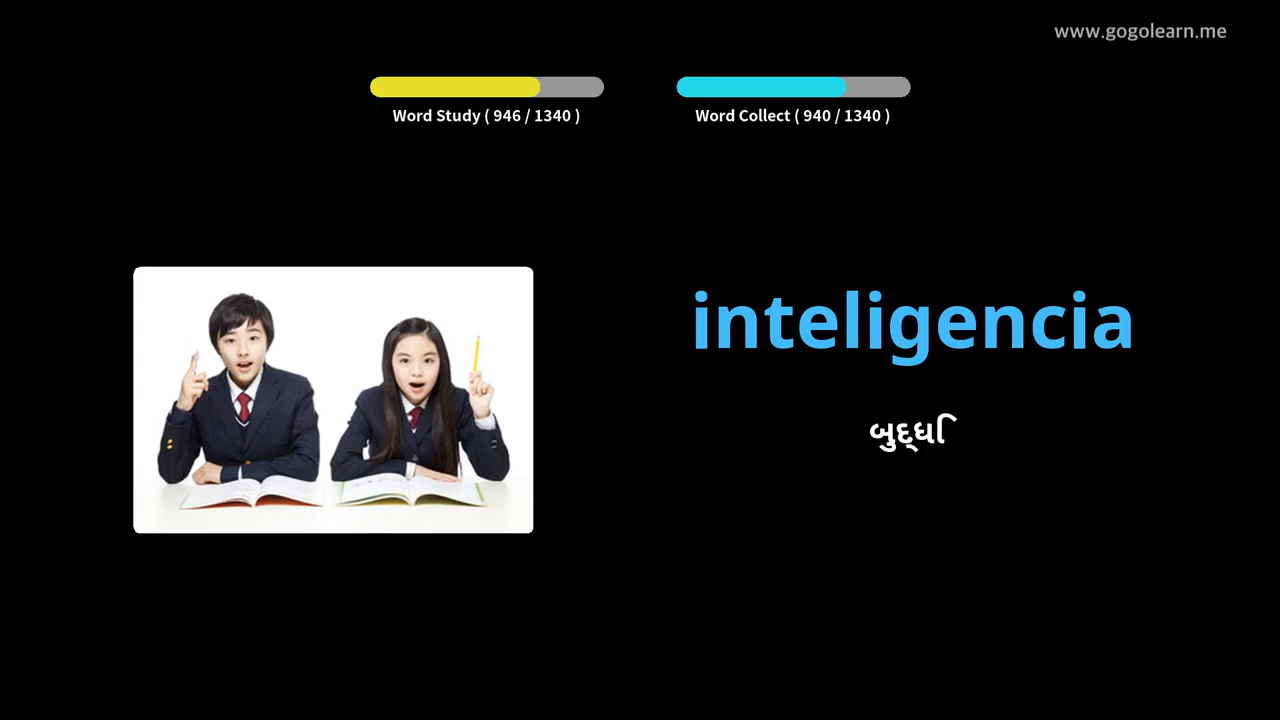 www.gogolearn.me
Word Study ( 946 / 1340 )
Word Collect ( 940 / 1340 )
inteligencia
બુદ્ધિ